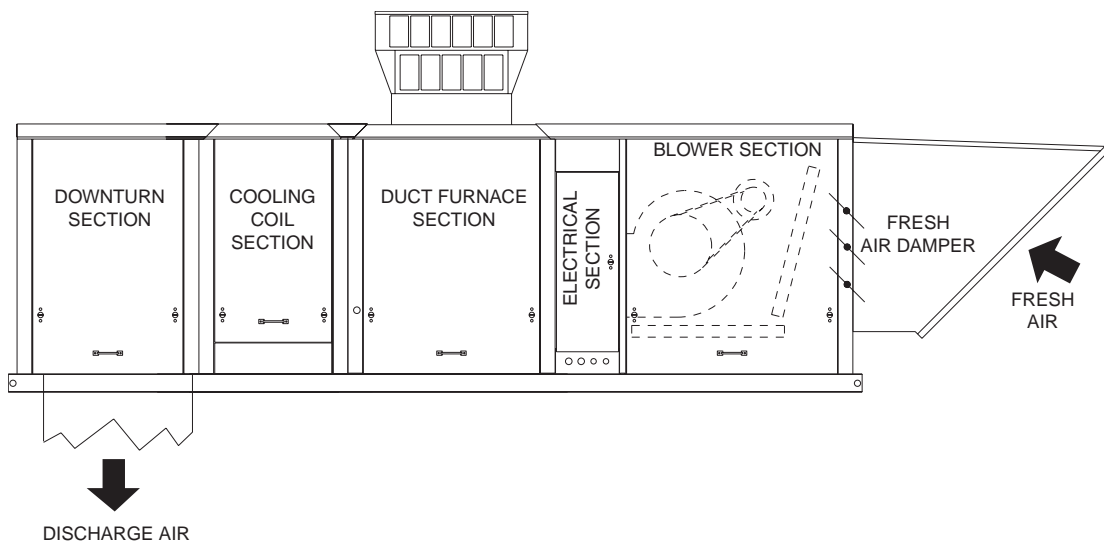 DOWNTURN
SECTION
COOLING
COIL
SECTION
DUCT FURNACE
SECTION
ELECTRICAL
SECTION
BLOWER SECTION
FRESH
AIR DAMPER
FRESH
AIR
DISCHARGE AIR